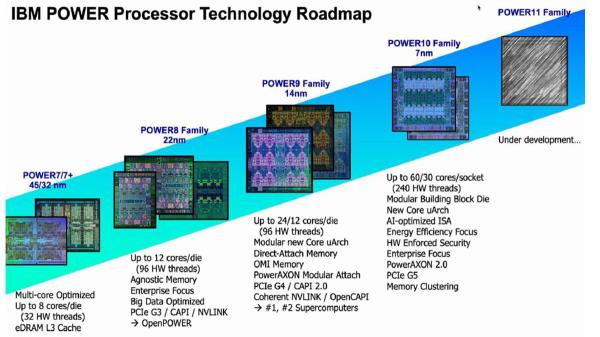 IBM POWER Processor Technology Roadmap
POWER11 Family
Under development...
POWER10 Family
7nm
Up to 60/30 cores/socket
(240 HW threads)
Modular Building Block Die
New Core uArch
AI-optimized ISA
Energy Efficiency Focus
HW Enforced Security
Enterprise Focus
PowerAXON 2.0
PCIe G5
Memory Clustering
POWER9 Family
14nm
Up to 24/12 cores/die
(96 HW threads)
Modular new Core uArch
Direct-Attach Memory
OMI Memory
PowerAXON Modular Attach
PCIe G4 / CAPI 2.0
Coherent NVLINK / OpenCAPI
→ #1, #2 Supercomputers
POWER8 Family
22nm
Up to 12 cores/die
(96 HW threads)
Agnostic Memory
Enterprise Focus
Big Data Optimized
PCIe G3 / CAPI / NVLINK
→ OpenPOWER
POWER7/7+
45/32 nm
Multi-core Optimized
Up to 8 cores/die
(32 HW threads)
eDRAM L3 Cache